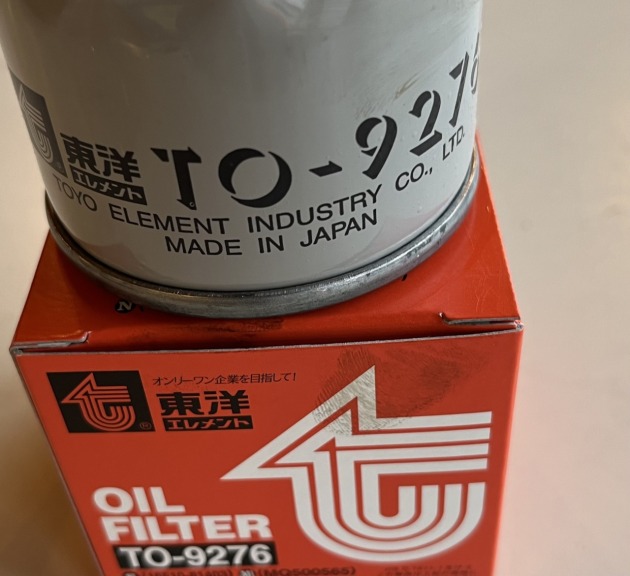 東洋
エレメント
TO-9276
TOYO ELEMENT INDUSTRY CO., LTD.
MADE IN JAPAN
オンリーワン企業を目指して!
東洋
エレメント
®
OIL
FILTER
TO-9276